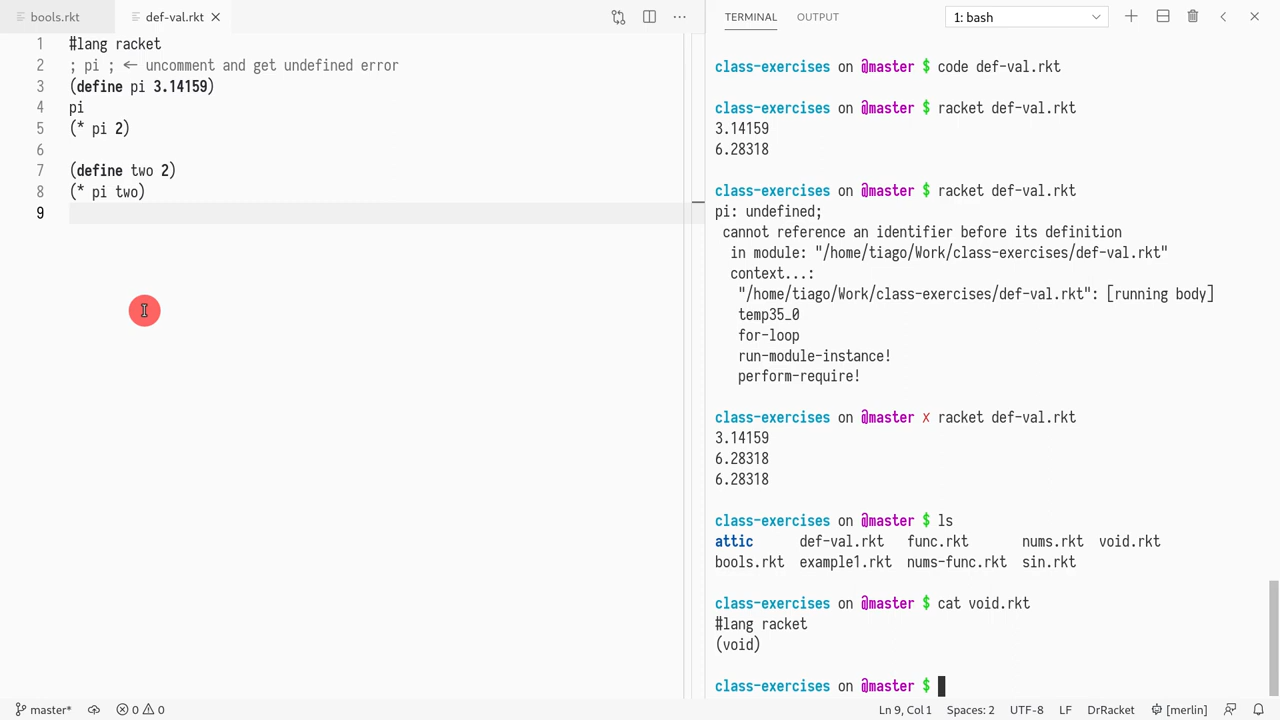 bools.rkt
def-val.rkt
1 #lang racket
2 ; pi ; ← uncomment and get undefined error
3 (define pi 3.14159)
4 pi
5 (* pi 2)
6
7 (define two 2)
8 (* pi two)
9
TERMINAL OUTPUT 1: bash
class-exercises on @master $ code def-val.rkt
class-exercises on @master $ racket def-val.rkt
3.14159
6.28318
class-exercises on @master $ racket def-val.rkt
pi: undefined;
cannot reference an identifier before its definition
in module: "/home/tiago/Work/class-exercises/def-val.rkt"
context...:
"/home/tiago/Work/class-exercises/def-val.rkt": [running body]
temp35_0
for-loop
run-module-instance!
perform-require!
class-exercises on @master ✗ racket def-val.rkt
3.14159
6.28318
6.28318
class-exercises on @master $ ls
attic def-val.rkt func.rkt nums.rkt void.rkt
bools.rkt example1.rkt nums-func.rkt sin.rkt
class-exercises on @master $ cat void.rkt
#lang racket
(void)
class-exercises on @master $
master* 0 0 Ln 9, Col 1 Spaces: 2 UTF-8 LF DrRacket [merlin]